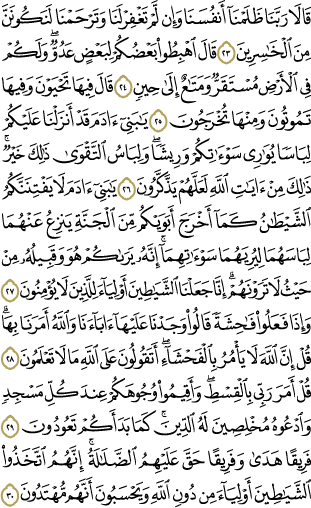 قَالَا رَبَّنَا ظَلَمْنَآ أَنفُسَنَا وَإِن لَّمْ تَغْفِرْ لَنَا وَتَرْحَمْنَا لَنَكُونَنَّ
مِنَ ٱلْخَٰسِرِينَ ٢٣ قَالَ ٱهْبِطُوا۟ بَعْضُكُمْ لِبَعْضٍ عَدُوٌّ ۖ وَلَكُمْ
فِى ٱلْأَرْضِ مُسْتَقَرٌّ وَمَتَٰعٌ إِلَىٰ حِينٍ ٢٤ قَالَ فِيهَا تَحْيَوْنَ وَفِيهَا
تَمُوتُونَ وَمِنْهَا تُخْرَجُونَ ٢٥ يَٰبَنِىٓ ءَادَمَ قَدْ أَنزَلْنَا عَلَيْكُمْ
لِبَاسًا يُوَٰرِى سَوْءَٰتِكُمْ وَرِيشًا ۖ وَلِبَاسُ ٱلتَّقْوَىٰ ذَٰلِكَ خَيْرٌ ۚ
ذَٰلِكَ مِنْ ءَايَٰتِ ٱللَّهِ لَعَلَّهُمْ يَذَّكَّرُونَ ٢٦ يَٰبَنِىٓ ءَادَمَ لَا يَفْتِنَنَّكُمُ
ٱلشَّيْطَٰنُ كَمَآ أَخْرَجَ أَبَوَيْكُم مِّنَ ٱلْجَنَّةِ يَنزِعُ عَنْهُمَا
لِبَاسَهُمَا لِيُرِيَهُمَا سَوْءَٰتِهِمَآ ۗ إِنَّهُۥ يَرَىٰكُمْ هُوَ وَقَبِيلُهُۥ مِنْ
حَيْثُ لَا تَرَوْنَهُمْ ۗ إِنَّا جَعَلْنَا ٱلشَّيَٰطِينَ أَوْلِيَآءَ لِلَّذِينَ لَا يُؤْمِنُونَ ٢٧
وَإِذَا فَعَلُوا۟ فَٰحِشَةً قَالُوا۟ وَجَدْنَا عَلَيْهَآ ءَابَآءَنَا وَٱللَّهُ أَمَرَنَا بِهَا ۗ
قُلْ إِنَّ ٱللَّهَ لَا يَأْمُرُ بِٱلْفَحْشَآءِ ۖ أَتَقُولُونَ عَلَى ٱللَّهِ مَا لَا تَعْلَمُونَ ٢٨
قُلْ أَمَرَ رَبِّى بِٱلْقِسْطِ ۖ وَأَقِيمُوا۟ وُجُوهَكُمْ عِندَ كُلِّ مَسْجِدٍ
وَٱدْعُوهُ مُخْلِصِينَ لَهُ ٱلدِّينَ ۚ كَمَا بَدَأَكُمْ تَعُودُونَ ٢٩
فَرِيقًا هَدَىٰ وَفَرِيقًا حَقَّ عَلَيْهِمُ ٱلضَّلَٰلَةُ ۗ إِنَّهُمُ ٱتَّخَذُوا۟
ٱلشَّيَٰطِينَ أَوْلِيَآءَ مِن دُونِ ٱللَّهِ وَيَحْسَبُونَ أَنَّهُم مُّهْتَدُونَ ٣٠